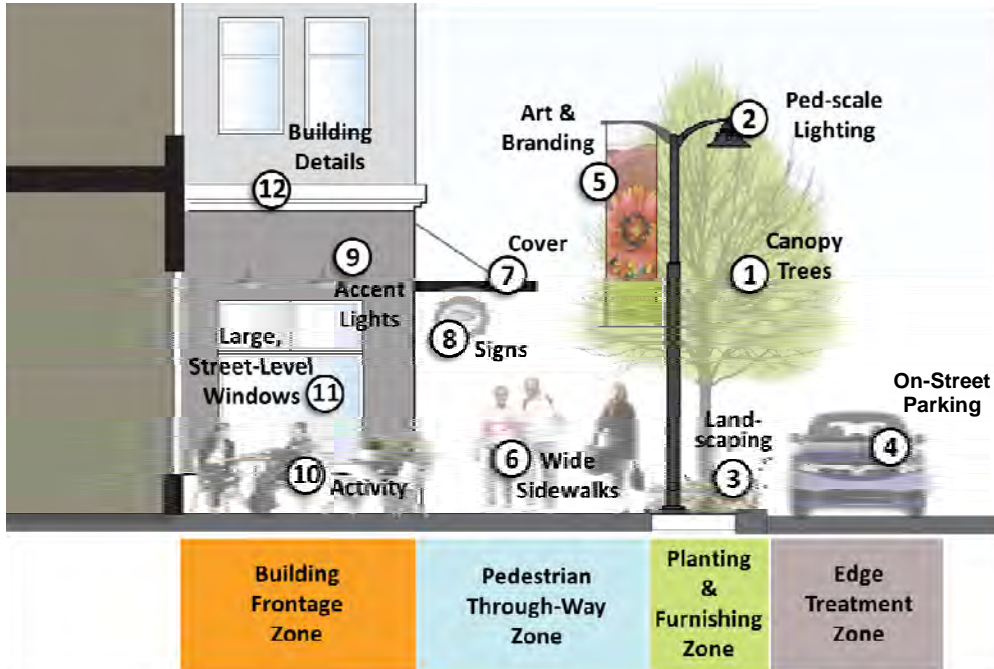 Building
Details
12
Art &
Branding
5
2
Ped-scale
Lighting
9
Accent
Lights
Cover
7
8
Signs
1
Canopy
Trees
Large,
Street-Level
Windows
11
10
Activity
6
Wide
Sidewalks
Land-
scaping
3
On-Street
Parking
4
Building
Frontage
Zone
Pedestrian
Through-Way
Zone
Planting
&
Furnishing
Zone
Edge
Treatment
Zone